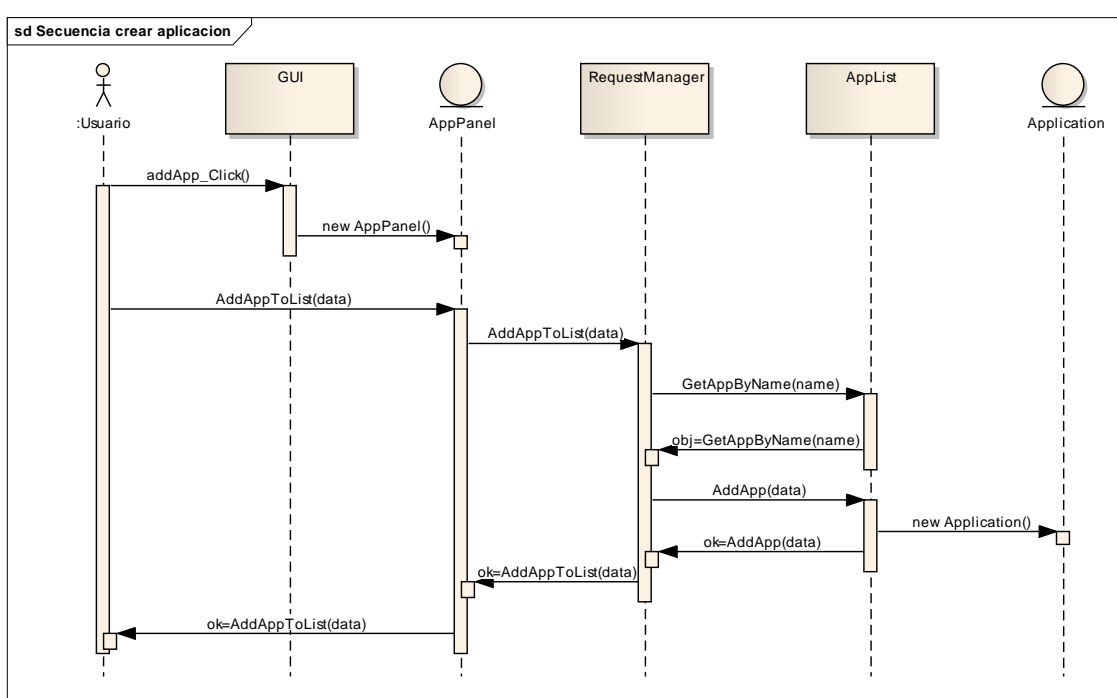 sd Secuencia crear aplicacion
:Usuario
GUI
AppPanel
RequestManager
AppList
Application
addApp_Click()
new AppPanel()
AddAppToList(data)
AddAppToList(data)
GetAppByName(name)
obj=GetAppByName(name)
AddApp(data)
new Application()
ok=AddApp(data)
ok=AddAppToList(data)
ok=AddAppToList(data)